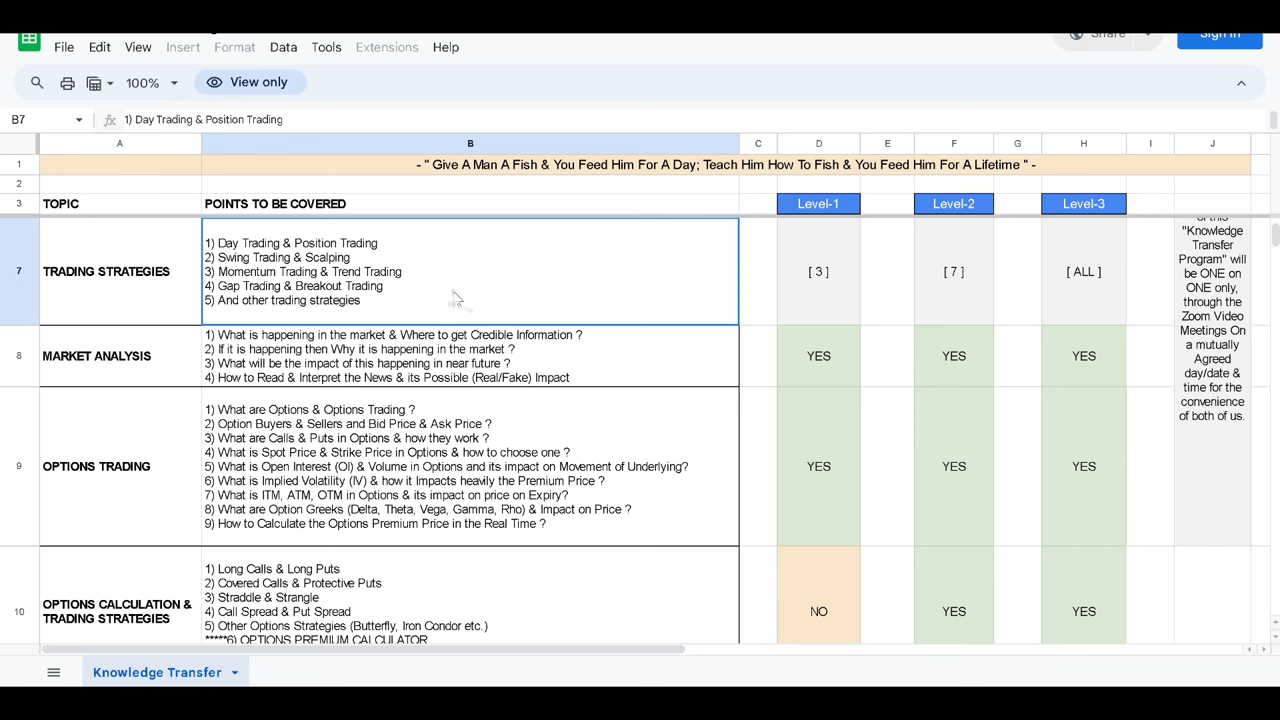 Share
Sign in
File Edit View Insert Format Data Tools Extensions Help
100% View only
B7 fx 1) Day Trading & Position Trading
A B C D E F G H I J
1 - " Give A Man A Fish & You Feed Him For A Day; Teach Him How To Fish & You Feed Him For A Lifetime " -
2
3 TOPIC POINTS TO BE COVERED Level-1 Level-2 Level-3
7 TRADING STRATEGIES
1) Day Trading & Position Trading
2) Swing Trading & Scalping
3) Momentum Trading & Trend Trading
4) Gap Trading & Breakout Trading
5) And other trading strategies
[ 3 ] [ 7 ] [ ALL ]
of this
"Knowledge
Transfer
Program" will
be ONE on
ONE only,
through the
Zoom Video
Meetings On
a mutually
Agreed
day/date &
time for the
convenience
of both of us.
8 MARKET ANALYSIS
1) What is happening in the market & Where to get Credible Information ?
2) If it is happening then Why it is happening in the market ?
3) What will be the impact of this happening in near future ?
4) How to Read & Interpret the News & its Possible (Real/Fake) Impact
YES YES YES
9 OPTIONS TRADING
1) What are Options & Options Trading ?
2) Option Buyers & Sellers and Bid Price & Ask Price ?
3) What are Calls & Puts in Options & how they work ?
4) What is Spot Price & Strike Price in Options & how to choose one ?
5) What is Open Interest (OI) & Volume in Options and its impact on Movement of Underlying?
6) What is Implied Volatility (IV) & how it Impacts heavily the Premium Price ?
7) What is ITM, ATM, OTM in Options & its impact on price on Expiry?
8) What are Option Greeks (Delta, Theta, Vega, Gamma, Rho) & Impact on Price ?
9) How to Calculate the Options Premium Price in the Real Time ?
YES YES YES
10 OPTIONS CALCULATION &
TRADING STRATEGIES
1) Long Calls & Long Puts
2) Covered Calls & Protective Puts
3) Straddle & Strangle
4) Call Spread & Put Spread
5) Other Options Strategies (Butterfly, Iron Condor etc.)
*****6) OPTIONS PREMIUM CALCULATOR
NO YES YES
Knowledge Transfer